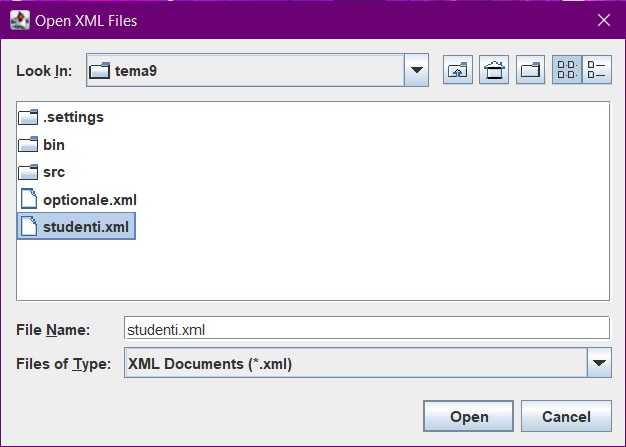 Open XML Files
Look In: tema9
.settings
bin
src
optionale.xml
studenti.xml
File Name: studenti.xml
Files of Type: XML Documents (*.xml)
Open Cancel